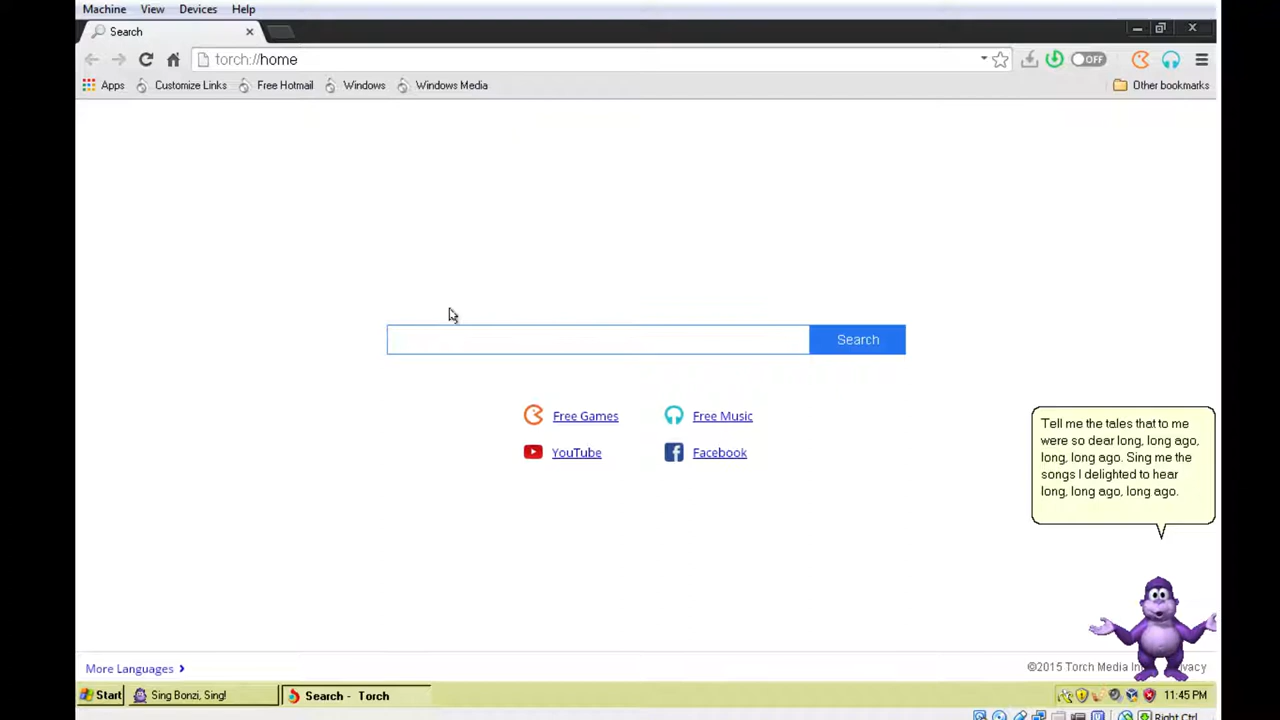 Machine View Devices Help
Search
torch://home
OFF
Apps Customize Links Free Hotmail Windows Windows Media Other bookmarks
Search
Free Games Free Music
YouTube Facebook
Tell me the tales that to me
were so dear long, long ago,
long, long ago. Sing me the
songs I delighted to hear
long, long ago, long ago.
More Languages
©2015 Torch Media In
Start Sing Bonzi, Sing! Search - Torch 11:45 PM
Right Ctrl